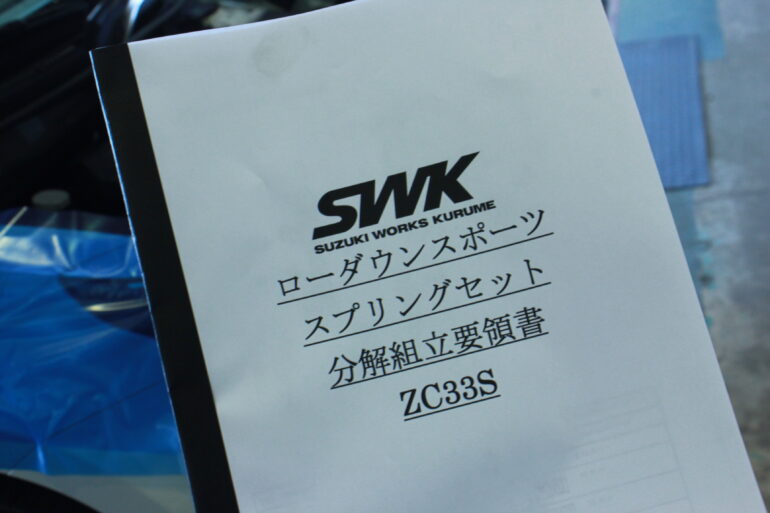 SWK
SUZUKI WORKS KURUME
ローダウンスポーツ
スプリングセット
分解組立要領書
ZC33S